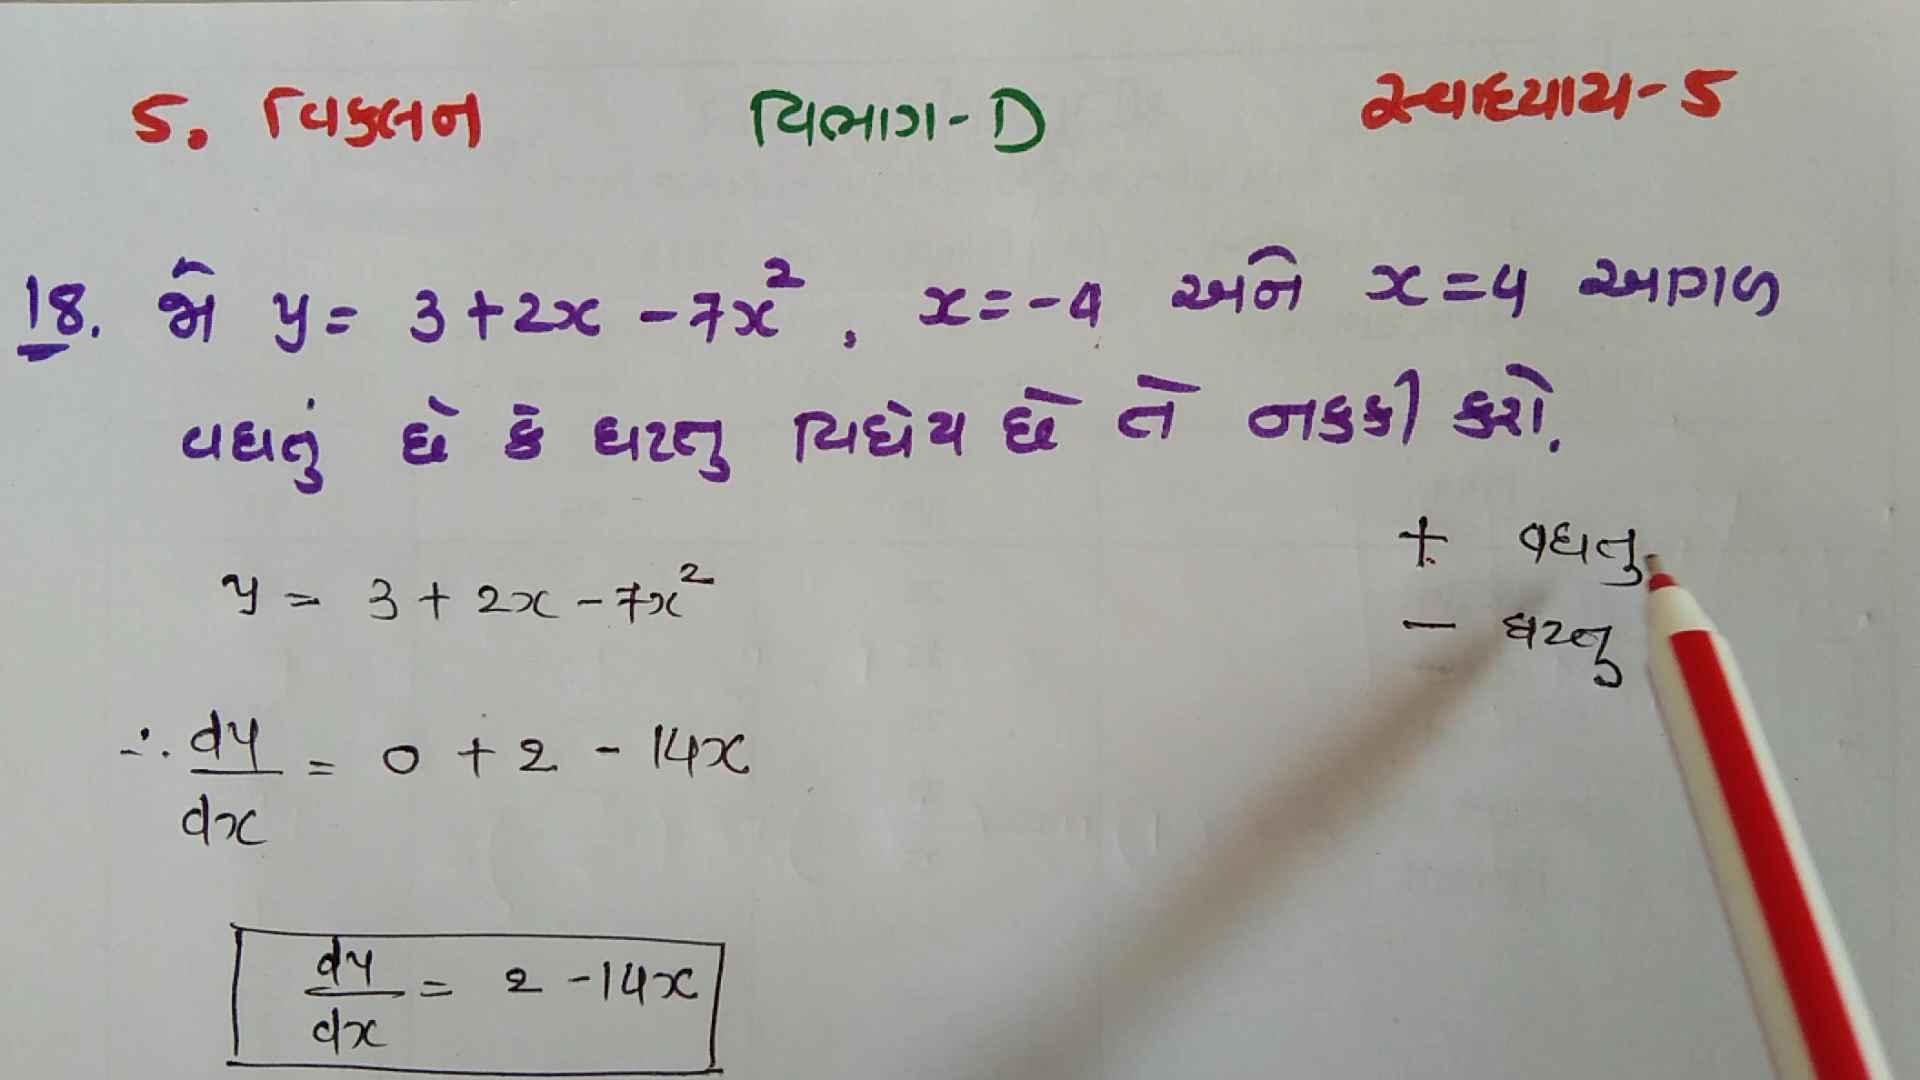 5. વિકલન વિભાગ-D સ્વાધ્યાય-5
18. જો y = 3+2x -7x², x=-4 અને x=4 આગળ
વધતું છે કે ઘટતુ વિધેય છે તે નકકી કરો.
+ વધતુ
- ઘટતુ
y = 3 + 2x - 7x²
∴ dy/dx = 0 + 2 - 14x
dy/dx = 2 - 14x